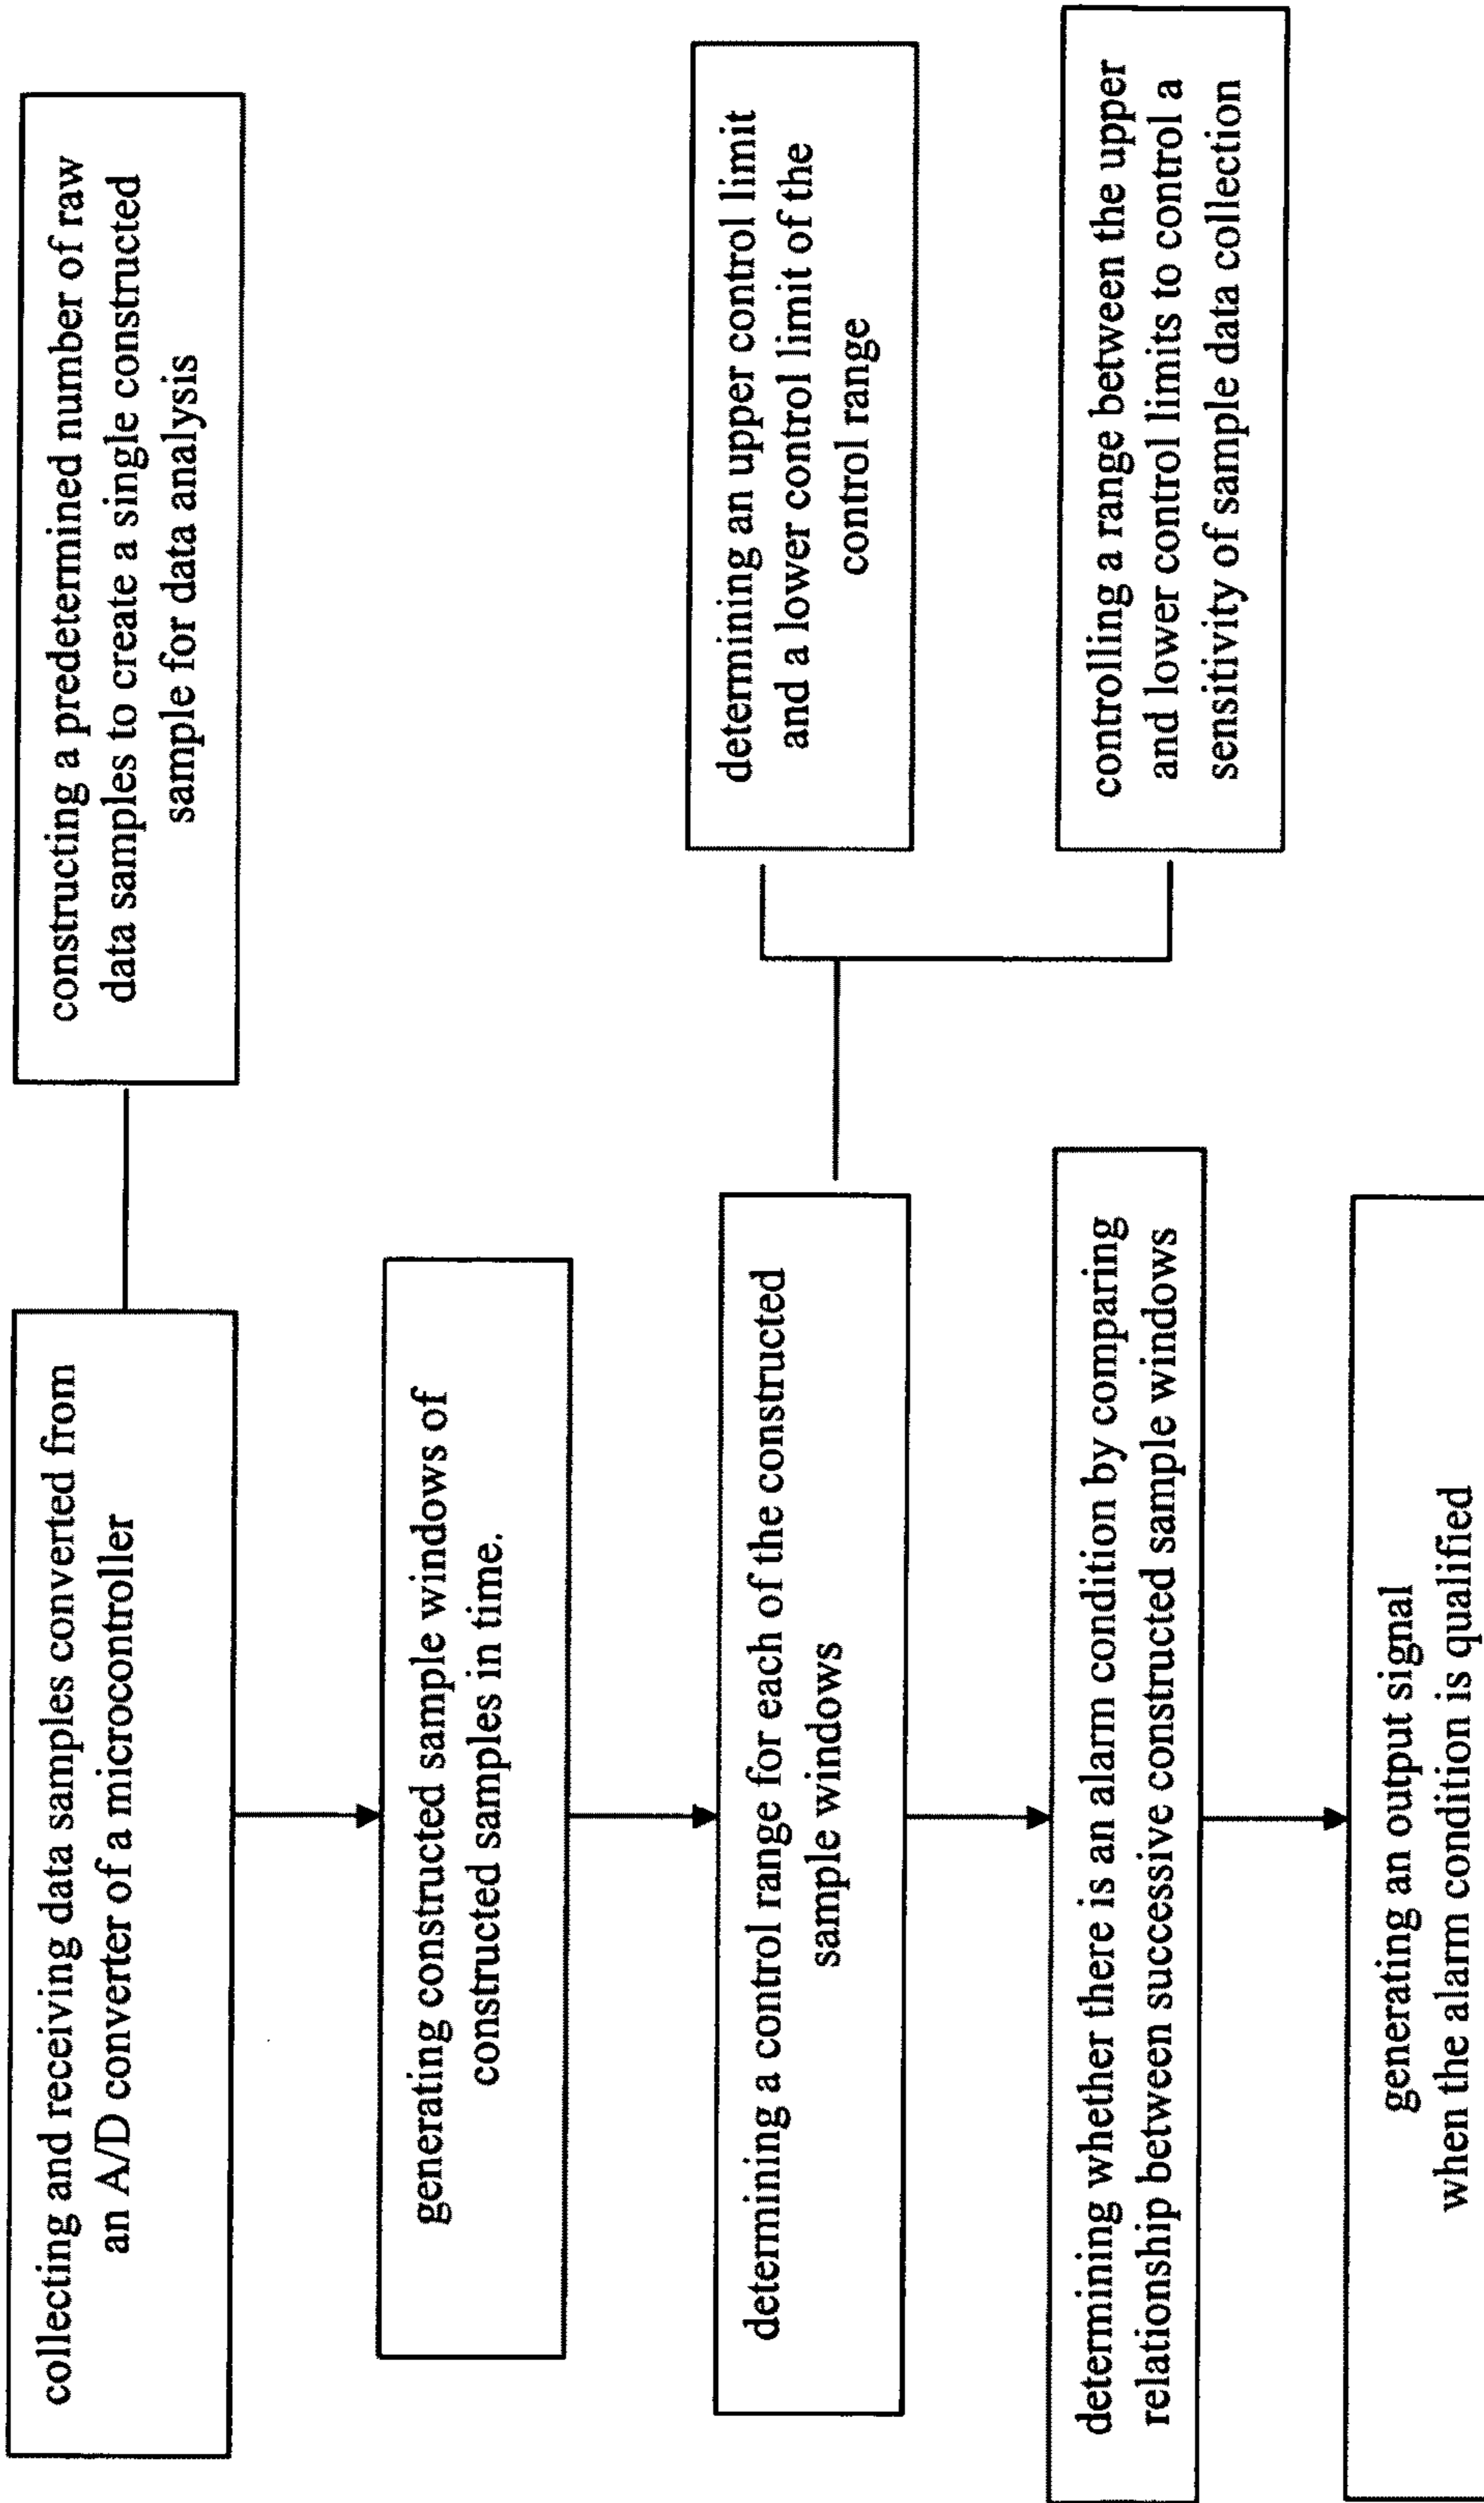 collecting and receiving data samples converted from
an A/D converter of a microcontroller
constructing a predetermined number of raw
data samples to create a single constructed
sample for data analysis
generating constructed sample windows of
constructed samples in time.
determining a control range for each of the constructed
sample windows
determining an upper control limit
and a lower control limit of the
control range
controlling a range between the upper
and lower control limits to control a
sensitivity of sample data collection
determining whether there is an alarm condition by comparing
relationship between successive constructed sample windows
generating an output signal
when the alarm condition is qualified